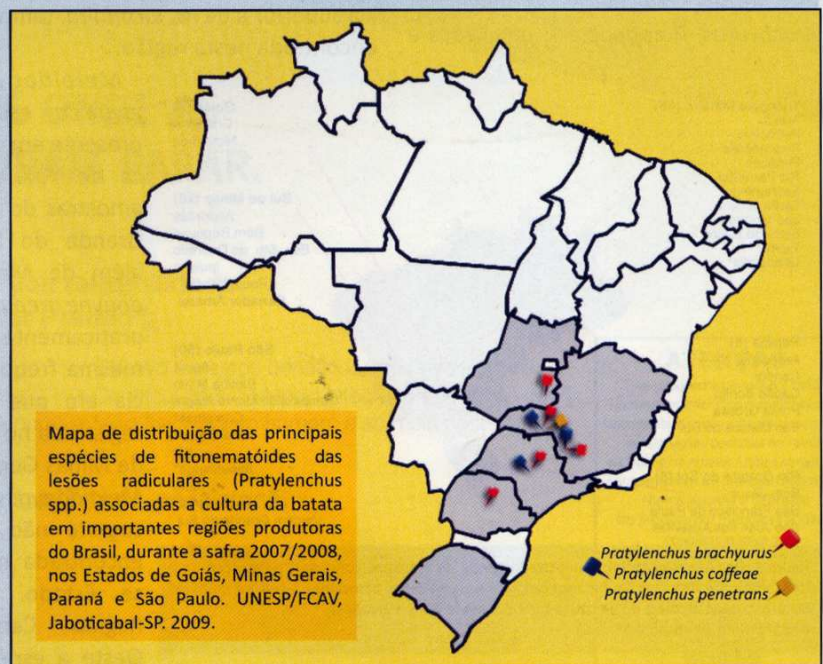 Mapa de distribuição das principais
espécies de fitonematóides das
lesões radiculares (Pratylenchus
spp.) associadas a cultura da batata
em importantes regiões produtoras
do Brasil, durante a safra 2007/2008,
nos Estados de Goiás, Minas Gerais,
Paraná e São Paulo. UNESP/FCAV,
Jaboticabal-SP. 2009.
Pratylenchus brachyurus
Pratylenchus coffeae
Pratylenchus penetrans